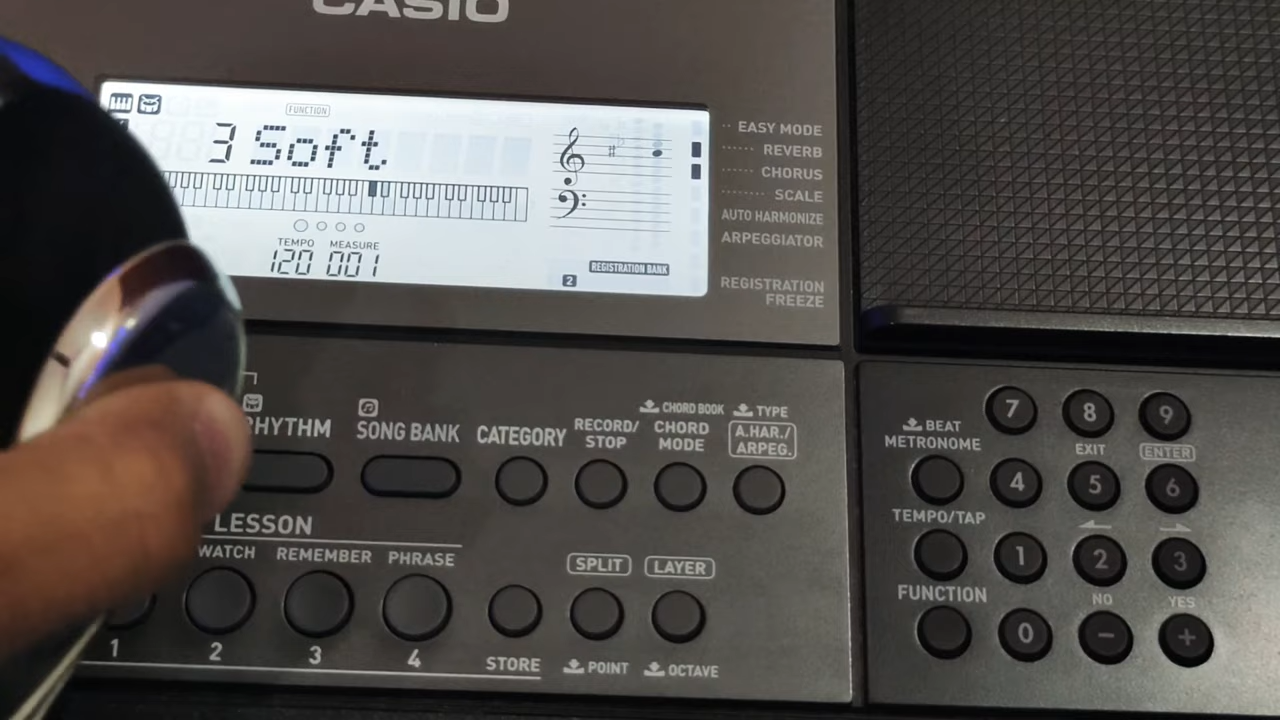 CASIO
FUNCTION
3 Soft
TEMPO MEASURE
120 001
2 REGISTRATION BANK
EASY MODE
REVERB
CHORUS
SCALE
AUTO HARMONIZE
ARPEGGIATOR
REGISTRATION
FREEZE
RHYTHM
SONG BANK
CATEGORY
RECORD/
STOP
CHORD BOOK
CHORD
MODE
TYPE
A.HAR./
ARPEG.
LESSON
WATCH REMEMBER PHRASE
SPLIT LAYER
1 2 3 4 STORE
POINT OCTAVE
BEAT
METRONOME
TEMPO/TAP
FUNCTION
7 8 9
EXIT ENTER
4 5 6
1 2 3
NO YES
0 - +